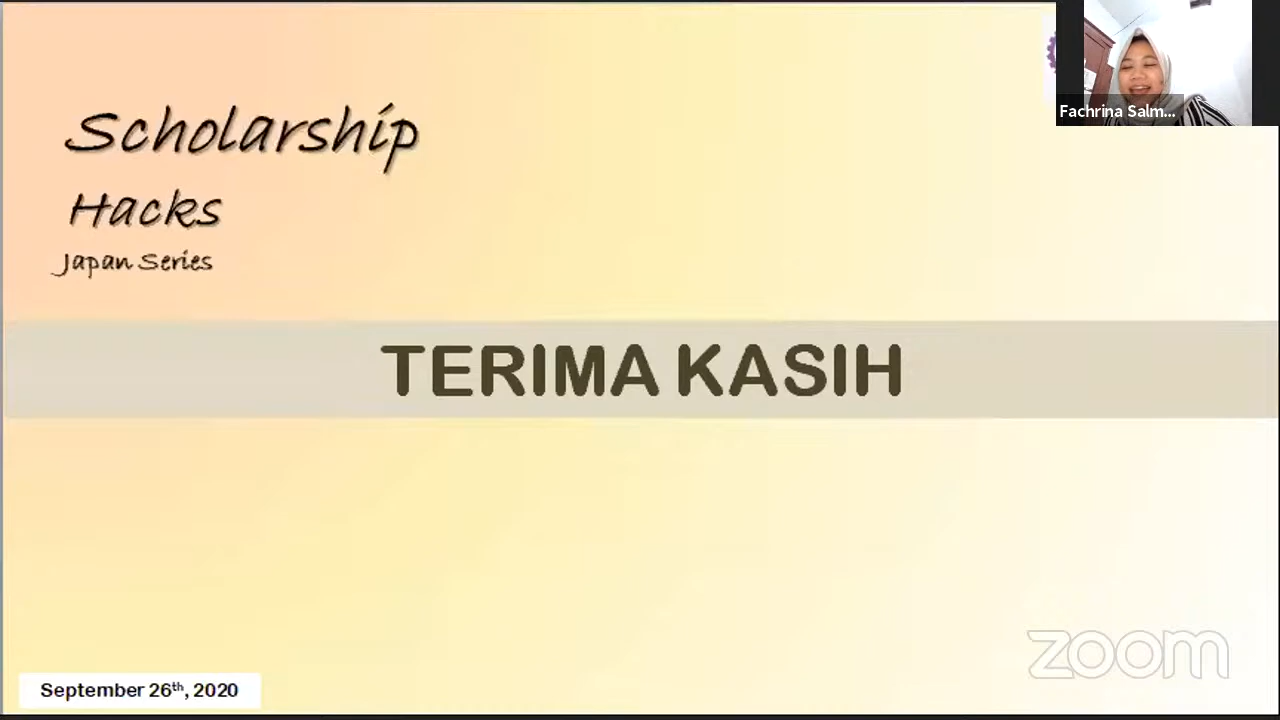 Scholarship
Hacks
Japan Series
Fachrina Salm...
TERIMA KASIH
zoom
September 26th, 2020